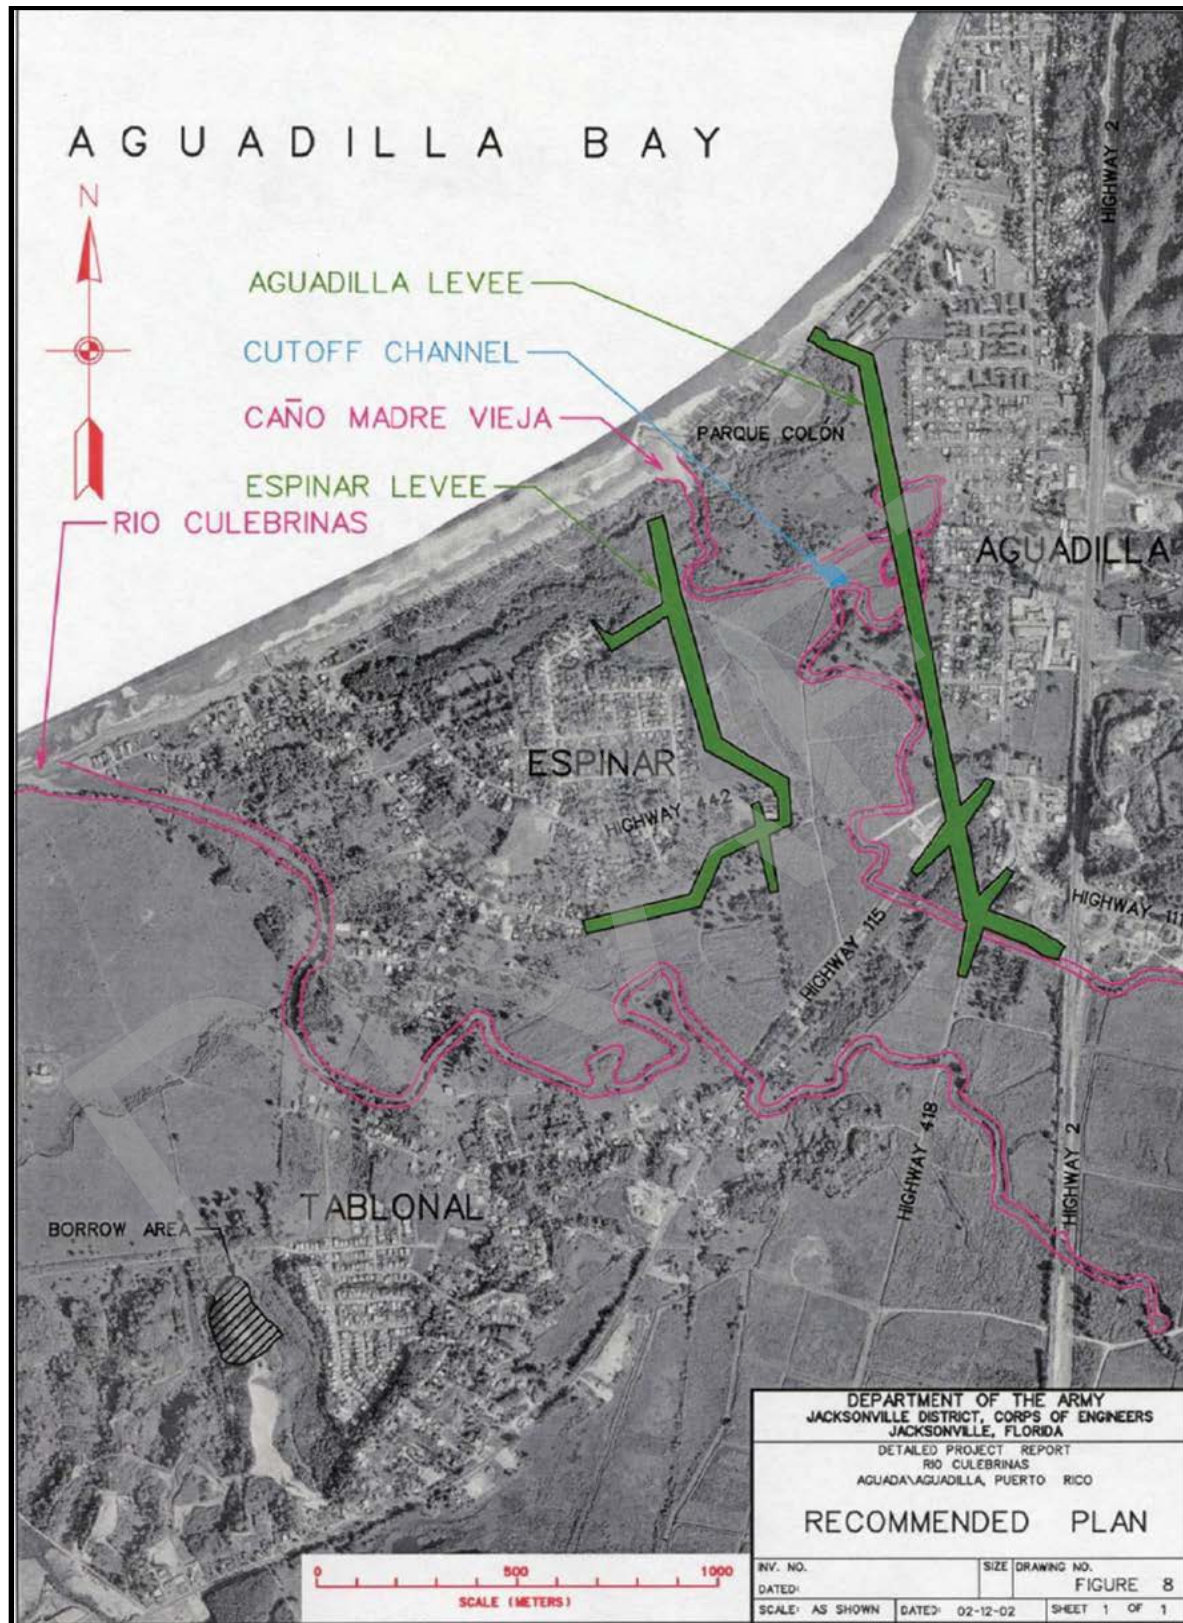 AGUADILLA BAY
N
HIGHWAY 2
AGUADILLA LEVEE
CUTOFF CHANNEL
CAÑO MADRE VIEJA
PARQUE COLÓN
ESPINAR LEVEE
RIO CULEBRINAS
AGUADILLA
ESPINAR
HIGHWAY 442
HIGHWAY 111
HIGHWAY 115
HIGHWAY 418
HIGHWAY 2
TABLONAL
BORROW AREA
DEPARTMENT OF THE ARMY
JACKSONVILLE DISTRICT, CORPS OF ENGINEERS
JACKSONVILLE, FLORIDA
DETAILED PROJECT REPORT
RIO CULEBRINAS
AGUADA\AGUADILLA, PUERTO RICO
RECOMMENDED PLAN
INV. NO.
DATED:
SIZE
DRAWING NO.
FIGURE 8
SCALE: AS SHOWN
DATED: 02-12-02
SHEET 1 OF 1
0 500 1000
SCALE (METERS)